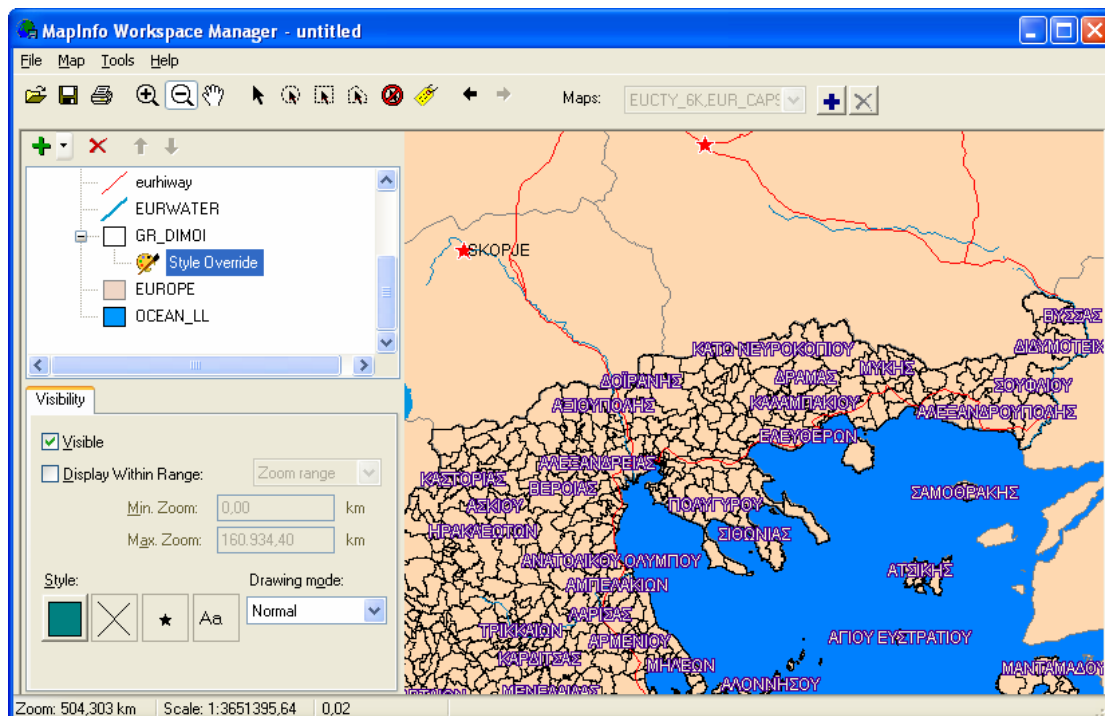 MapInfo Workspace Manager - untitled
File Map Tools Help
Maps: EUCTY_6K,EUR_CAPS
eurhiway
EURWATER
GR_DIMOI
Style Override
EUROPE
OCEAN_LL
Visibility
Visible
Display Within Range: Zoom range
Min. Zoom: 0,00 km
Max. Zoom: 160.934,40 km
Style: Drawing mode:
Aa Normal
SKOPJE
ΒΥΣΣΑΣ
ΚΑΤΩ ΝΕΥΡΟΚΟΠΙΟΥ
ΔΙΔΥΜΟΤΕΙΧ
ΜΥΚΗΣ
ΔΟΪΡΑΝΗΣ
ΔΡΑΜΑΣ
ΣΟΥΦΛΙΟΥ
ΑΞΙΟΥΠΟΛΗΣ
ΚΑΛΑΜΠΑΚΙΟΥ
ΑΛΕΞΑΝΔΡΟΥΠΟΛΗΣ
ΕΛΕΥΘΕΡΩΝ
ΑΛΕΞΑΝΔΡΕΙΑΣ
ΚΑΣΤΟΡΙΑΣ
ΒΕΡΟΙΑΣ
ΣΑΜΟΘΡΑΚΗΣ
ΑΣΚΙΟΥ
ΠΟΛΥΓΥΡΟΥ
ΗΡΑΚΛΕΩΤΩΝ
ΣΙΘΩΝΙΑΣ
ΑΝΑΤΟΛΙΚΟΥ ΟΛΥΜΠΟΥ
ΑΤΣΙΚΗΣ
ΑΜΠΕΛΑΚΙΩΝ
ΛΑΡΙΣΑΣ
ΤΡΙΚΚΑΙΩΝ
ΑΡΜΕΝΙΟΥ
ΑΓΙΟΥ ΕΥΣΤΡΑΤΙΟΥ
ΚΑΡΔΙΤΣΑΣ
ΜΗΛΕΩΝ
ΜΑΝΤΑΜΑΔΟΥ
ΑΛΟΝΝΗΣΟΥ
ΜΕΝΕΛΑΙΔΑΣ
Zoom: 504,303 km Scale: 1:3651395,64 0,02